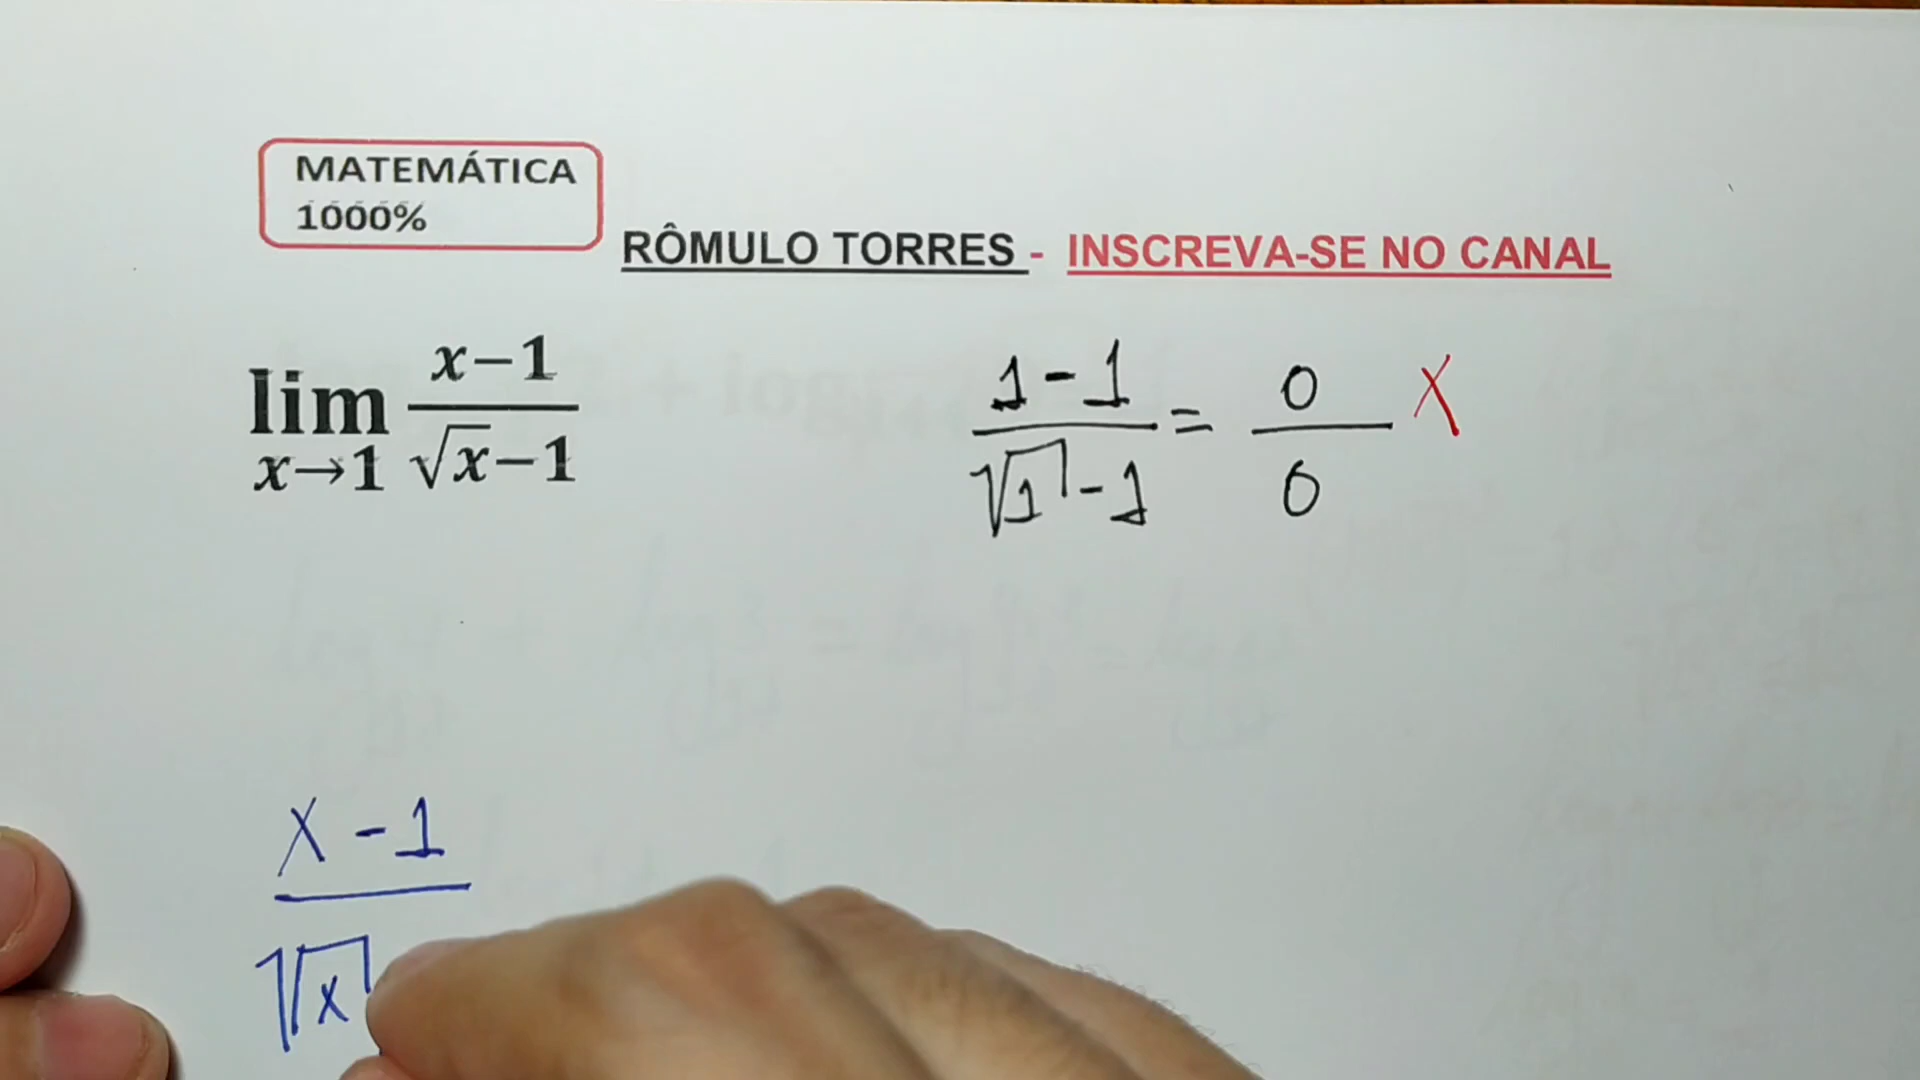 MATEMÁTICA
1000%
RÔMULO TORRES - INSCREVA-SE NO CANAL
lim x→1 (x-1)/(√x-1)
(1-1)/(√1-1) = 0/0 X
x-1
√x